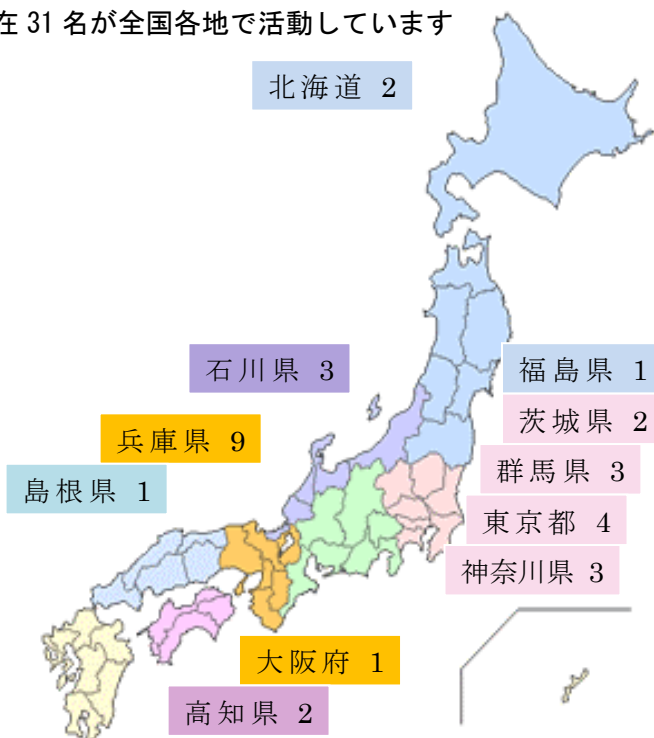 在 31 名が全国各地で活動しています
北海道 2
石川県 3
福島県 1
茨城県 2
兵庫県 9
群馬県 3
島根県 1
東京都 4
神奈川県 3
大阪府 1
高知県 2